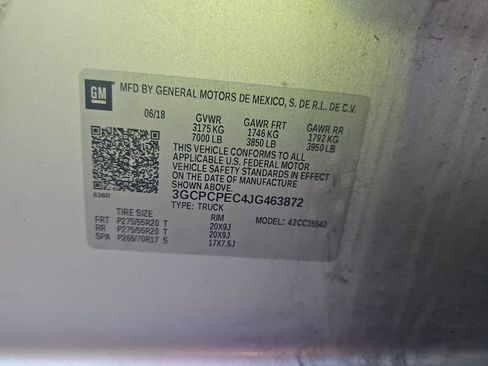 GM
MFD BY GENERAL MOTORS DE MEXICO, S. DE R.L. DE C.V.
06/18 GVWR GAWR FRT GAWR RR
3175 KG 1746 KG 1792 KG
7000 LB 3850 LB 3950 LB
THIS VEHICLE CONFORMS TO ALL
APPLICABLE U.S. FEDERAL MOTOR
VEHICLE SAFETY STANDARDS IN
EFFECT ON THE DATE OF MANUFACTURE
SHOWN ABOVE.
636R 3GCPCPEC4JG463872
TYPE: TRUCK MODEL: 42CC15543
TIRE SIZE RIM
FRT P275/55R20 T 20X9J
RR P275/55R20 T 20X9J
SPA P265/70R17 S 17X7.5J